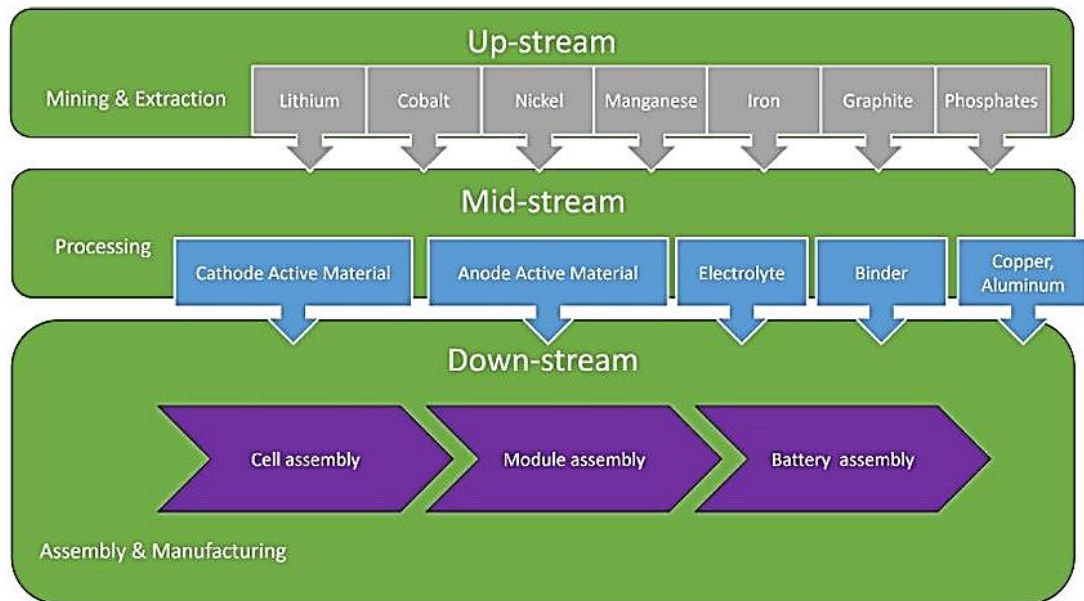 Up-stream
Mining & Extraction
Lithium
Cobalt
Nickel
Manganese
Iron
Graphite
Phosphates
Mid-stream
Processing
Cathode Active Material
Anode Active Material
Electrolyte
Binder
Copper,
Aluminum
Down-stream
Cell assembly
Module assembly
Battery assembly
Assembly & Manufacturing